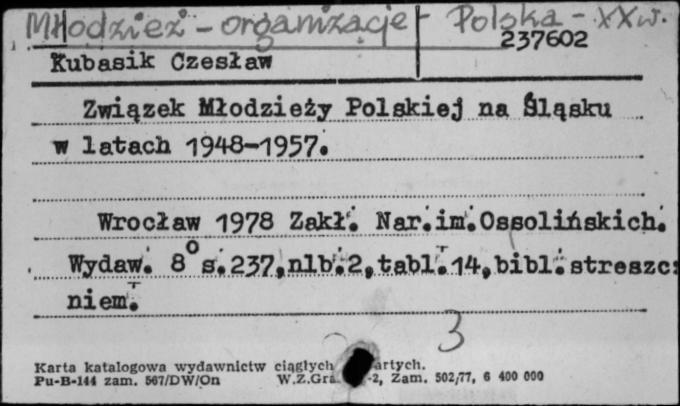 Młodzież - organizacje - Polska - XX w.
237602
Kubasik Czesław
Związek Młodzieży Polskiej na Śląsku
w latach 1948-1957.
Wrocław 1978 Zakł. Nar.im.Ossolińskich.
Wydaw. 8° s.237,nlb.2,tabl.14,bibl.streszc:
niem.
3
Karta katalogowa wydawnictw ciągłych
Pu-B-144 zam. 567/DW/On W.Z.Gra -2, Zam. 502/77, 6 400 000